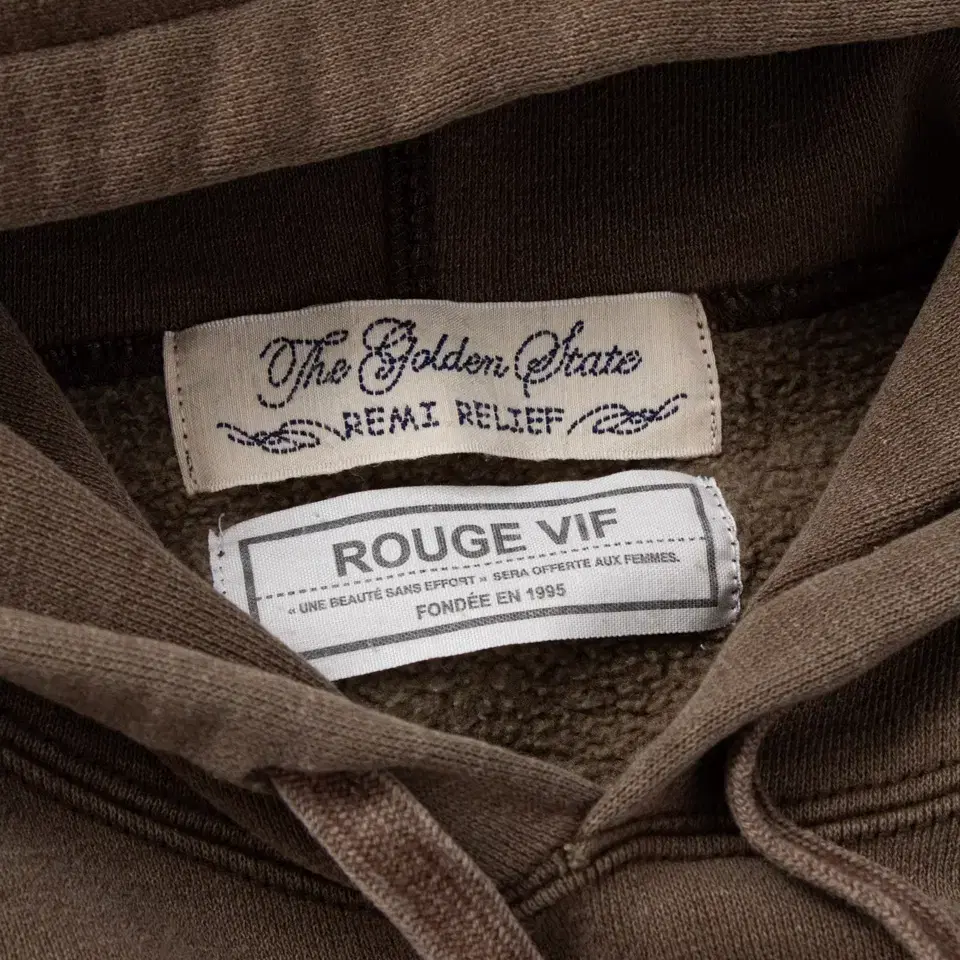 The Golden State
REMI RELIEF
ROUGE VIF
« UNE BEAUTÉ SANS EFFORT » SERA OFFERTE AUX FEMMES.
FONDÉE EN 1995